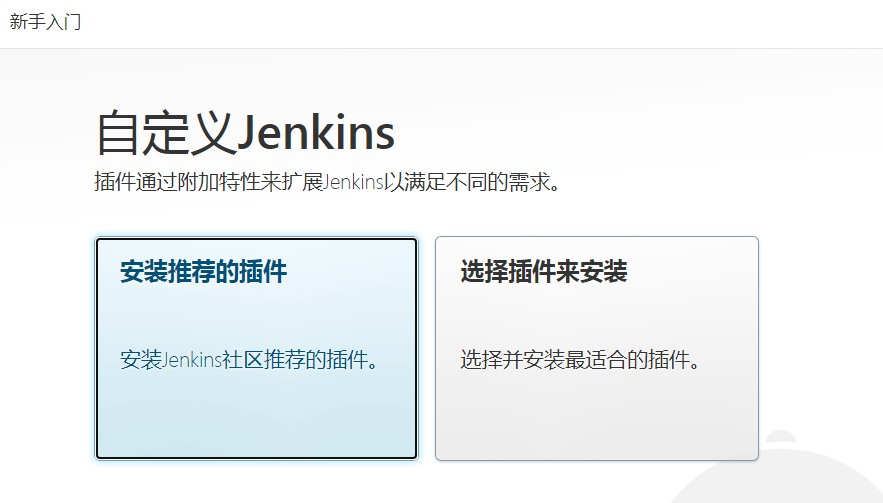 新手入门
自定义Jenkins
插件通过附加特性来扩展Jenkins以满足不同的需求。
安装推荐的插件
选择插件来安装
安装Jenkins社区推荐的插件。
选择并安装最适合的插件。